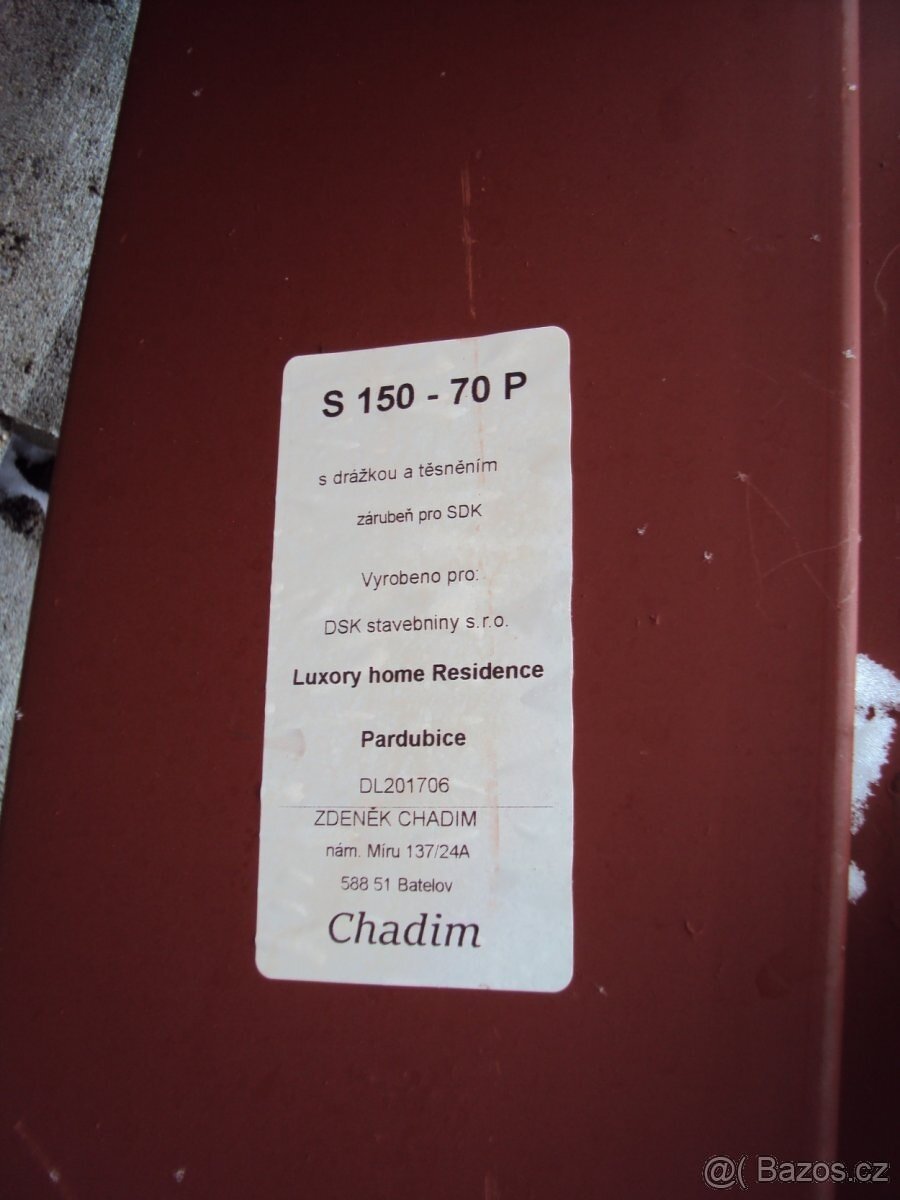 S 150 - 70 P
s drážkou a těsněním
zárubeň pro SDK
Vyrobeno pro:
DSK stavebniny s.r.o.
Luxory home Residence
Pardubice
DL201706
ZDENĚK CHADIM
nám. Míru 137/24A
588 51 Batelov
Chadim
@( Bazos.cz